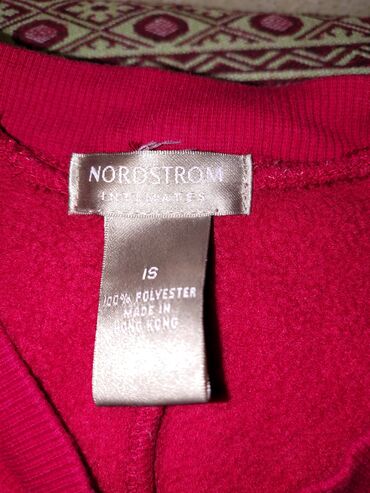 NORDSTROM
INTIMATES
1S
100% POLYESTER
MADE IN
HONG KONG